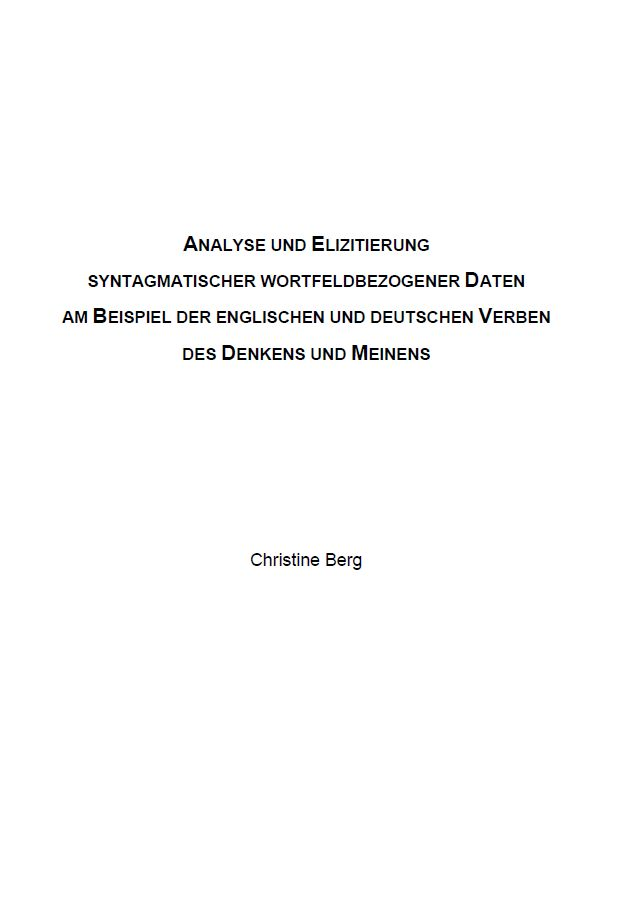 ANALYSE UND ELIZITIERUNG
SYNTAGMATISCHER WORTFELDBEZOGENER DATEN
AM BEISPIEL DER ENGLISCHEN UND DEUTSCHEN VERBEN
DES DENKENS UND MEINENS
Christine Berg